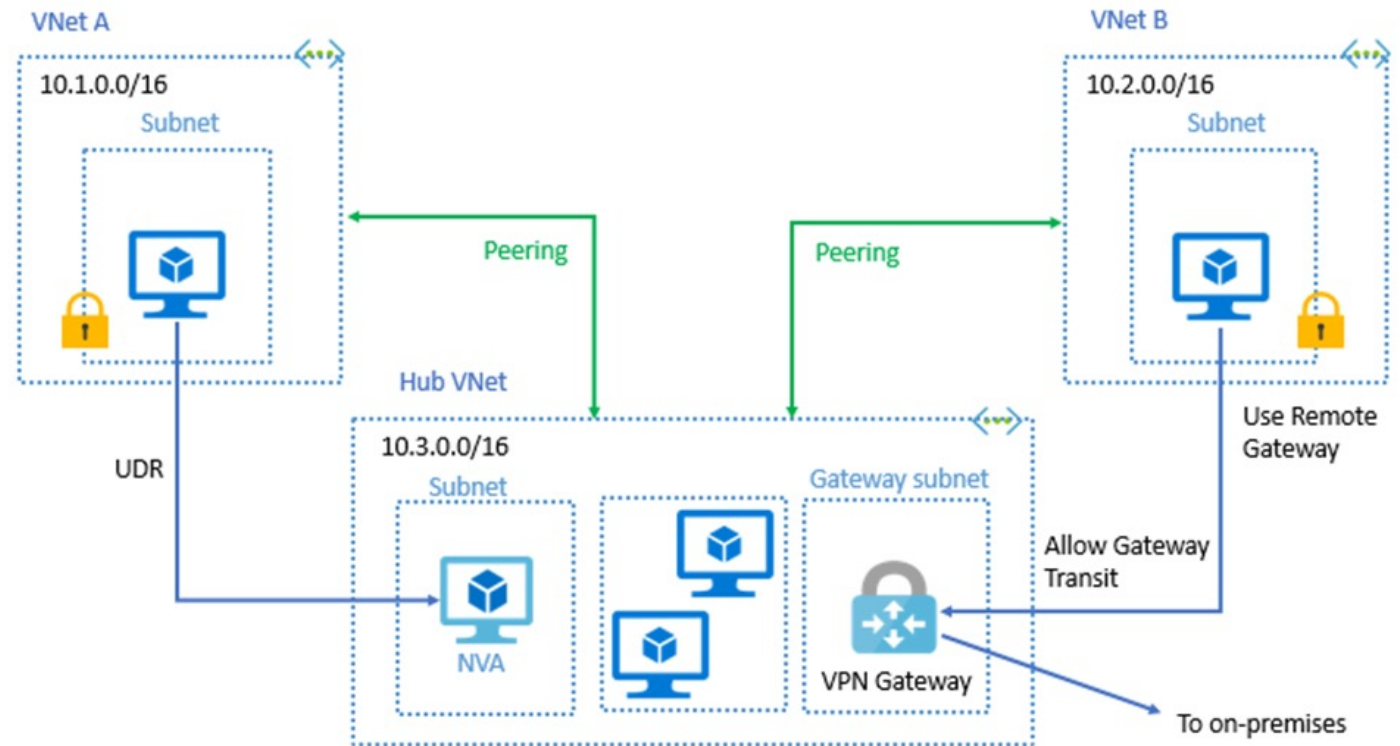 VNet A
10.1.0.0/16
Subnet
VNet B
10.2.0.0/16
Subnet
Peering
Peering
UDR
Hub VNet
10.3.0.0/16
Subnet
NVA
Gateway subnet
VPN Gateway
Use Remote
Gateway
Allow Gateway
Transit
To on-premises